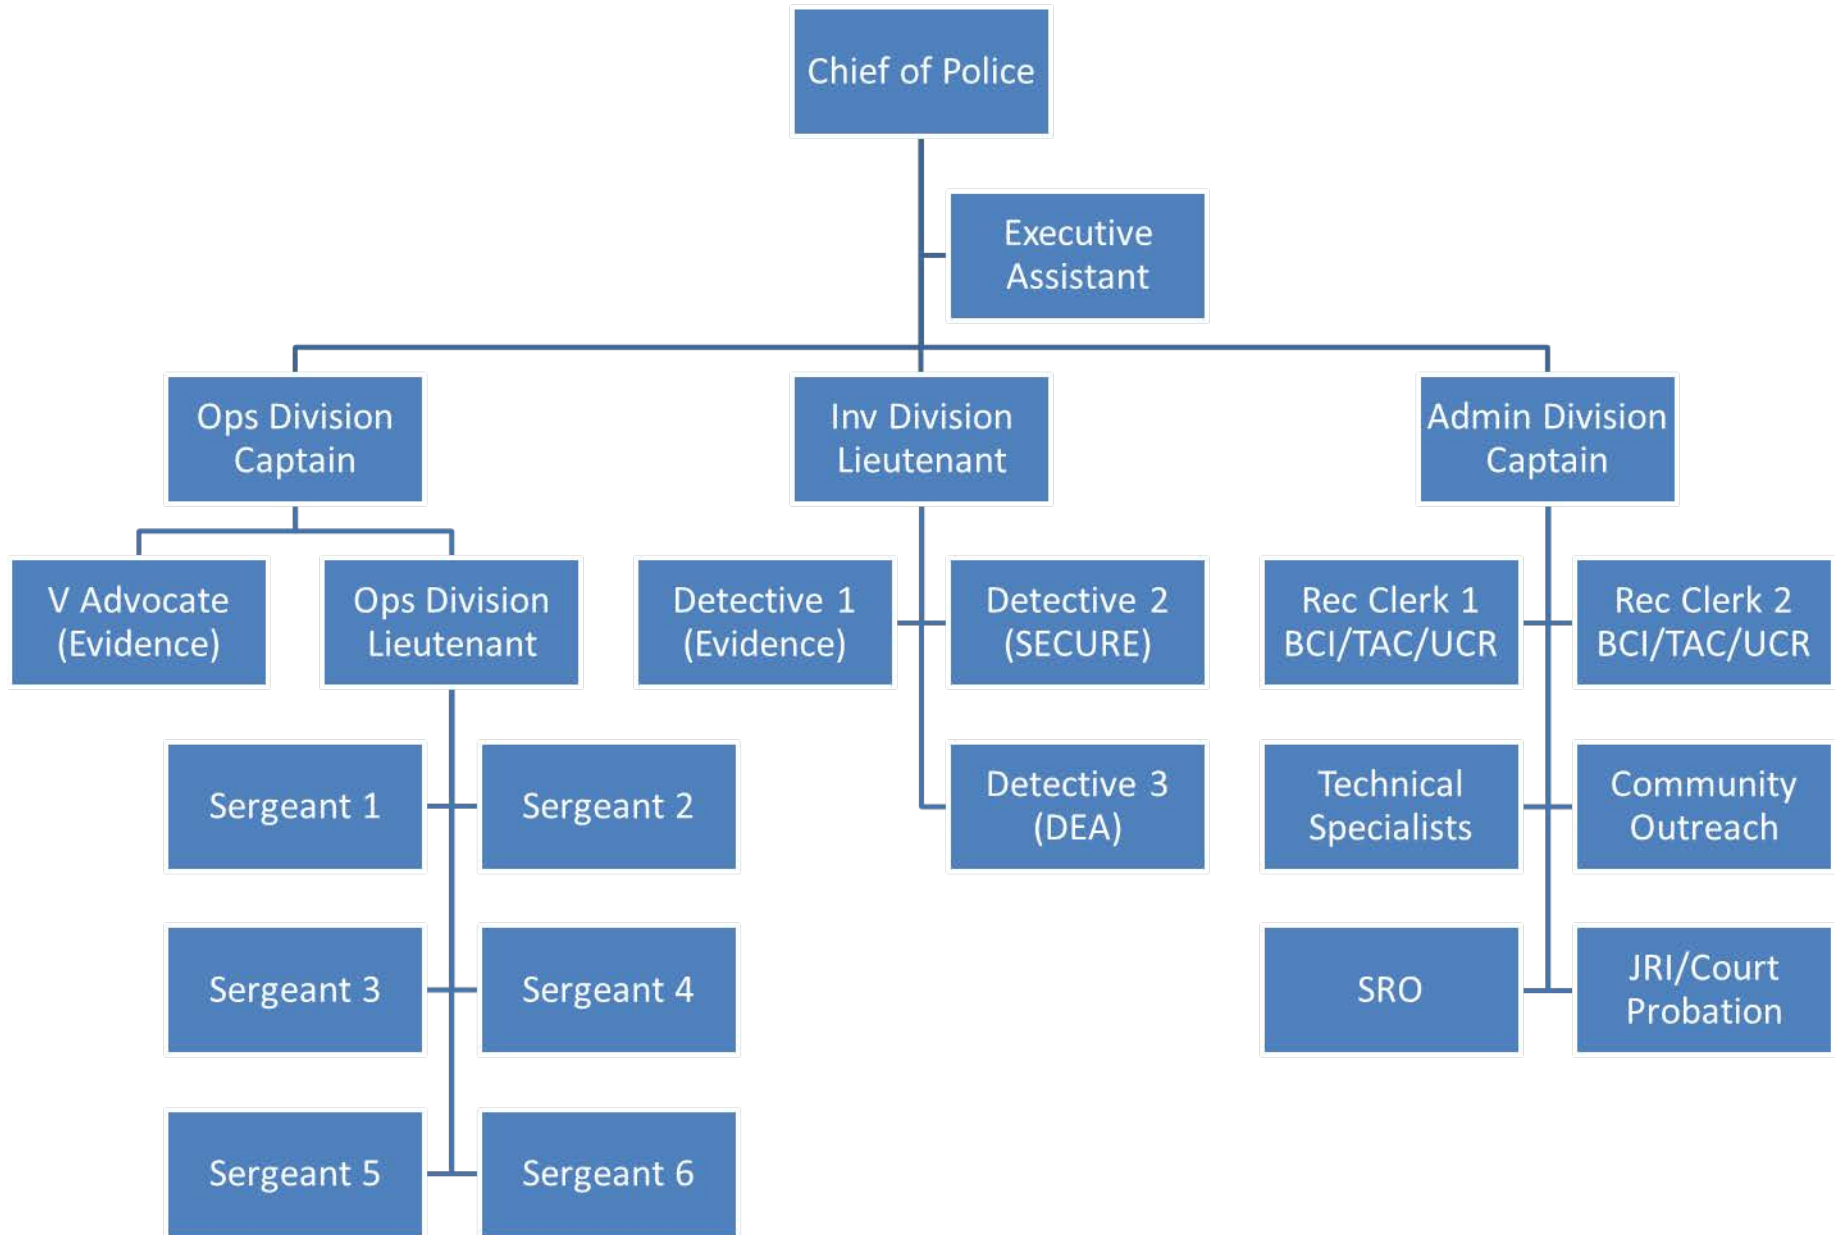 Chief of Police
Executive
Assistant
Ops Division
Captain
Inv Division
Lieutenant
Admin Division
Captain
V Advocate
(Evidence)
Ops Division
Lieutenant
Detective 1
(Evidence)
Detective 2
(SECURE)
Rec Clerk 1
BCI/TAC/UCR
Rec Clerk 2
BCI/TAC/UCR
Sergeant 1
Sergeant 2
Detective 3
(DEA)
Technical
Specialists
Community
Outreach
Sergeant 3
Sergeant 4
SRO
JRI/Court
Probation
Sergeant 5
Sergeant 6